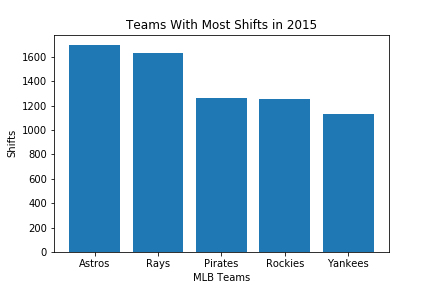 Teams With Most Shifts in 2015
1600
1400
1200
1000
800
600
400
200
0
Shifts
Astros Rays Pirates Rockies Yankees
MLB Teams